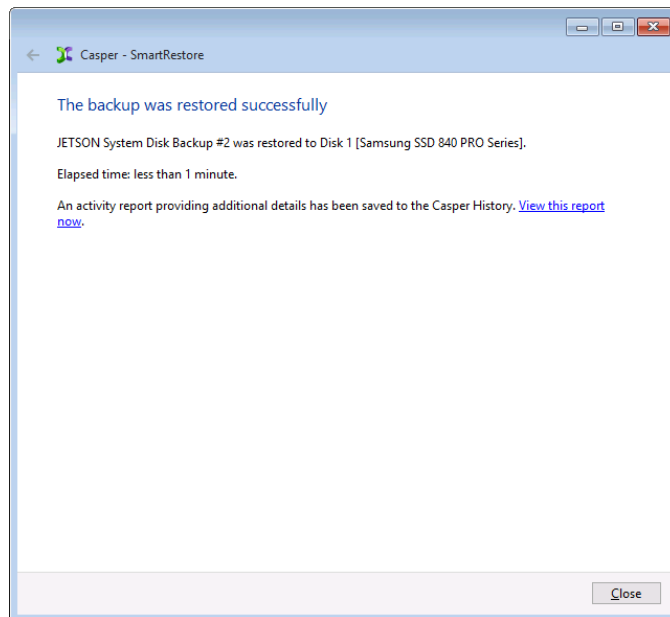 Casper - SmartRestore
The backup was restored successfully
JETSON System Disk Backup #2 was restored to Disk 1 [Samsung SSD 840 PRO Series].
Elapsed time: less than 1 minute.
An activity report providing additional details has been saved to the Casper History. View this report
now.
Close